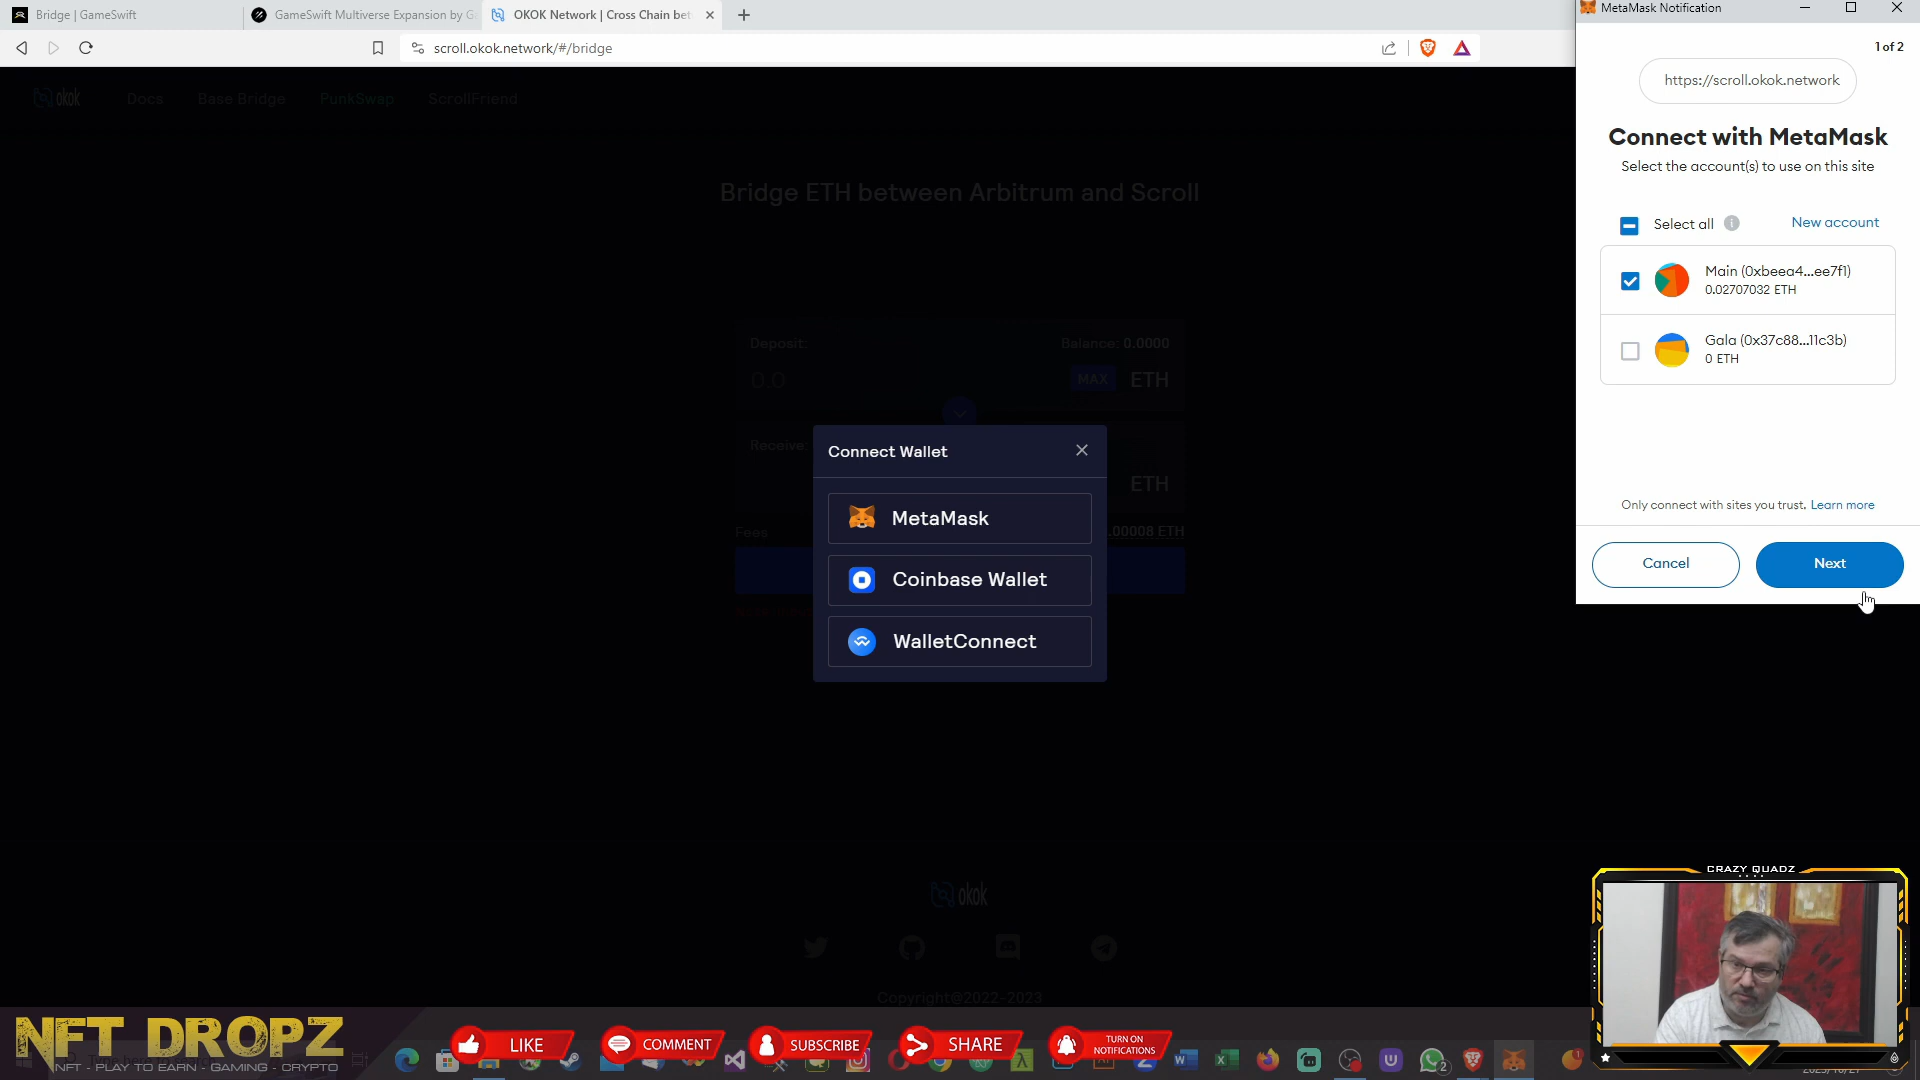 Bridge | GameSwift
GameSwift Multiverse Expansion by G
OKOK Network | Cross Chain bet
scroll.okok.network/#/bridge
okok
Docs
Base Bridge
PunkSwap
ScrollFriend
Bridge ETH between Arbitrum and Scroll
Deposit:
Balance: 0.0000
0.0
MAX
ETH
Receive:
ETH
Fees
.00008 ETH
Connect Wallet
MetaMask
Coinbase Wallet
WalletConnect
okok
Copyright@2022-2023
MetaMask Notification
1 of 2
https://scroll.okok.network
Connect with MetaMask
Select the account(s) to use on this site
Select all
New account
Main (0xbeea4...ee7f1)
0.02707032 ETH
Gala (0x37c88...11c3b)
0 ETH
Only connect with sites you trust. Learn more
Cancel
Next
CRAZY QUADZ
NFT DROPZ
NFT - PLAY TO EARN - GAMING - CRYPTO
LIKE
COMMENT
SUBSCRIBE
SHARE
TURN ON
NOTIFICATIONS